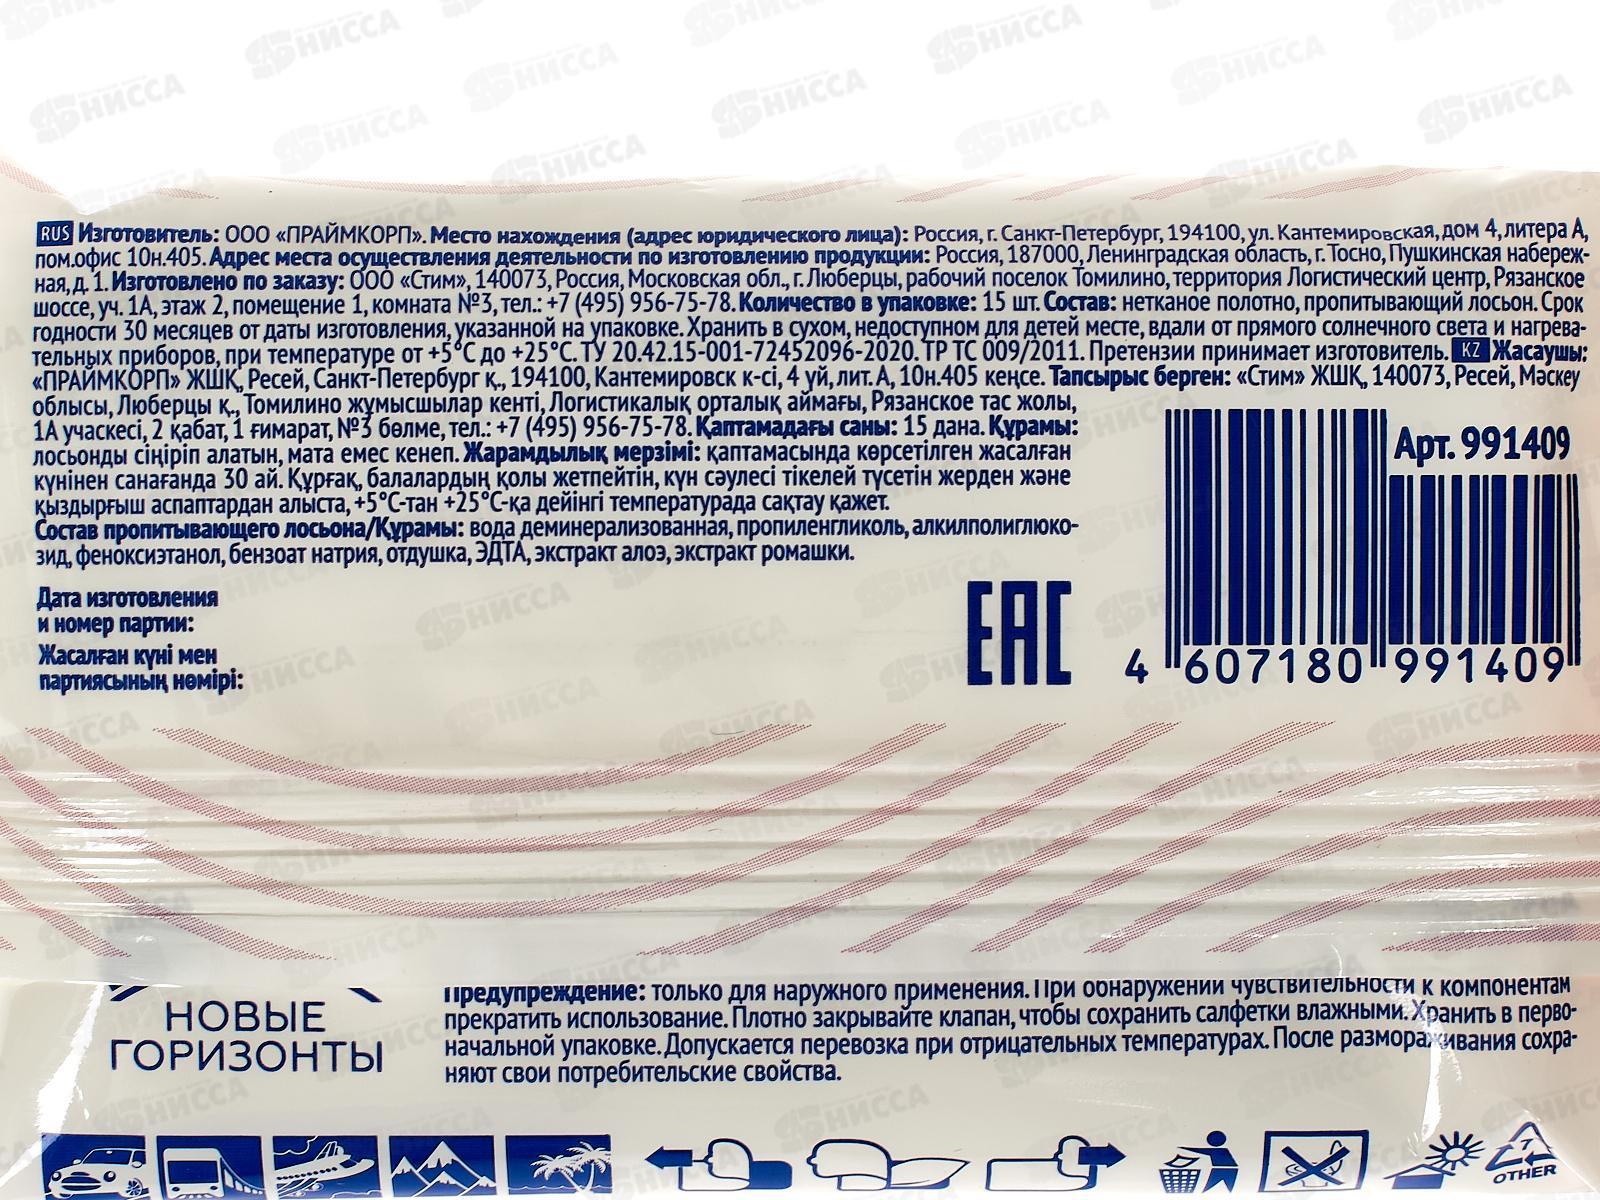 RUS Изготовитель: ООО «ПРАЙМКОРП». Место нахождения (адрес юридического лица): Россия, г. Санкт-Петербург, 194100, ул. Кантемировская, дом 4, литера А,
пом.офис 10н.405. Адрес места осуществления деятельности по изготовлению продукции: Россия, 187000, Ленинградская область, г. Тосно, Пушкинская набереж-
ная, д. 1. Изготовлено по заказу: ООО «Стим», 140073, Россия, Московская обл., г. Люберцы, рабочий поселок Томилино, территория Логистический центр, Рязанское
шоссе, уч. 1А, этаж 2, помещение 1, комната №3, тел.: +7 (495) 956-75-78. Количество в упаковке: 15 шт. Состав: нетканое полотно, пропитывающий лосьон. Срок
годности 30 месяцев от даты изготовления, указанной на упаковке. Хранить в сухом, недоступном для детей месте, вдали от прямого солнечного света и нагрева-
тельных приборов, при температуре от +5°С до +25°С. ТУ 20.42.15-001-72452096-2020. ТР ТС 009/2011. Претензии принимает изготовитель. KZ Жасаушы:
«ПРАЙМКОРП» ЖШҚ, Ресей, Санкт-Петербург қ., 194100, Кантемировск к-сі, 4 үй, лит. А, 10н.405 кеңсе. Тапсырыс берген: «Стим» ЖШҚ, 140073, Ресей, Мәскеу
облысы, Люберцы қ., Томилино жұмысшылар кенті, Логистикалық орталық аймағы, Рязанское тас жолы,
1А учаскесі, 2 қабат, 1 ғимарат, №3 бөлме, тел.: +7 (495) 956-75-78. Қаптамадағы саны: 15 дана. Құрамы:
лосьонды сіңіріп алатын, мата емес кенеп. Жарамдылық мерзімі: қаптамасында көрсетілген жасалған
күнінен санағанда 30 ай. Құрғақ, балалардың қолы жетпейтін, күн сәулесі тікелей түсетін жерден және
қыздырғыш аспаптардан алыста, +5°С-тан +25°С-қа дейінгі температурада сақтау қажет.
Состав пропитывающего лосьона/Құрамы: вода деминерализованная, пропиленгликоль, алкилполиглюко-
зид, феноксиэтанол, бензоат натрия, отдушка, ЭДТА, экстракт алоэ, экстракт ромашки.
Арт. 991409
Дата изготовления
и номер партии:
Жасалған күні мен
партиясының нөмірі:
EAC
4 607180 991409
НОВЫЕ
ГОРИЗОНТЫ
Предупреждение: только для наружного применения. При обнаружении чувствительности к компонентам
прекратить использование. Плотно закрывайте клапан, чтобы сохранить салфетки влажными. Хранить в перво-
начальной упаковке. Допускается перевозка при отрицательных температурах. После размораживания сохра-
няют свои потребительские свойства.
7
OTHER